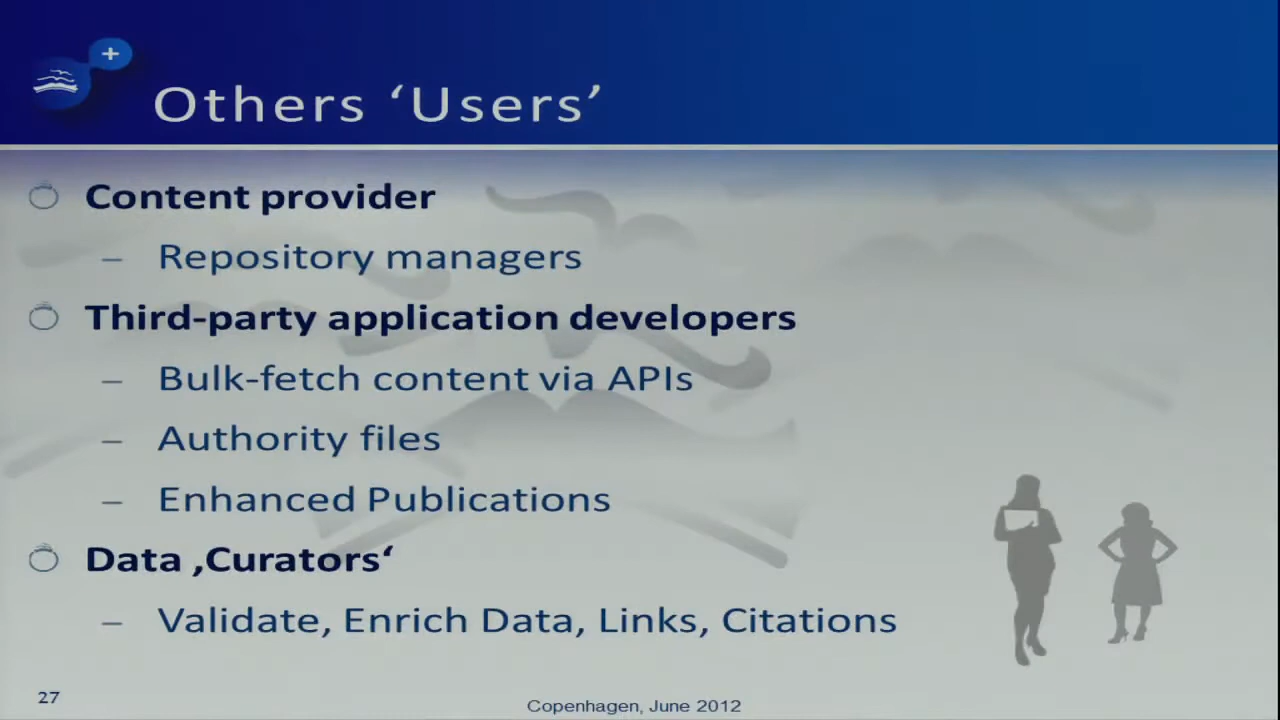 +
Others ‘Users’
Content provider
– Repository managers
Third-party application developers
– Bulk-fetch content via APIs
– Authority files
– Enhanced Publications
Data ‚Curators‘
– Validate, Enrich Data, Links, Citations
27
Copenhagen, June 2012